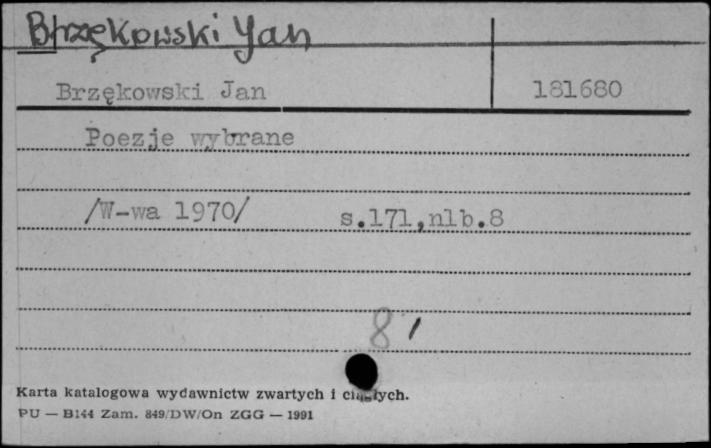 Brzękowski Jan
Brzękowski Jan 181680
Poezje wybrane
/W-wa 1970/ s.171,nlb.8
8'
Karta katalogowa wydawnictw zwartych i ciągłych.
PU — B144 Zam. 849/DW/On ZGG — 1991